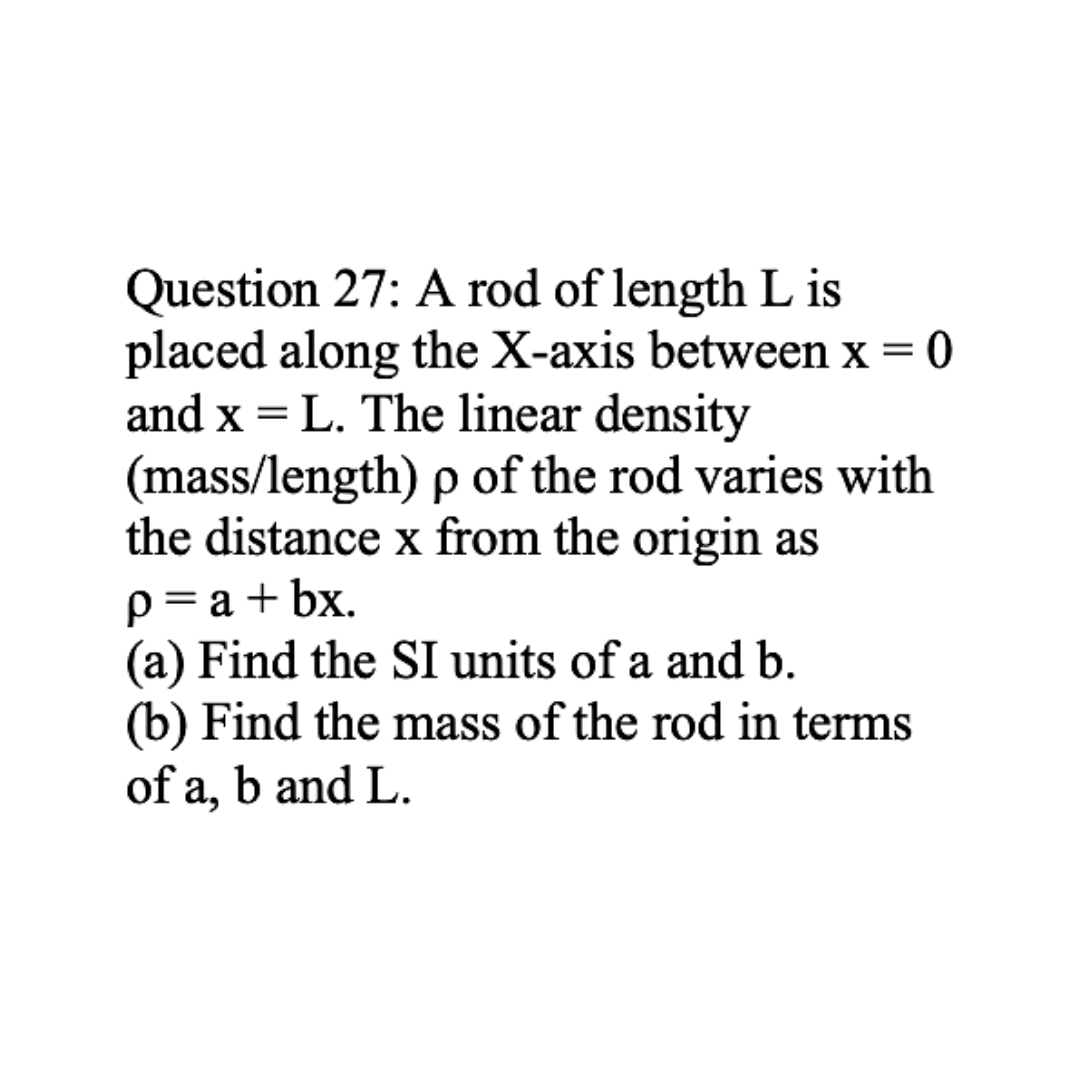 Question 27: A rod of length L is
placed along the X-axis between x = 0
and x = L. The linear density
(mass/length) ρ of the rod varies with
the distance x from the origin as
ρ = a + bx.
(a) Find the SI units of a and b.
(b) Find the mass of the rod in terms
of a, b and L.